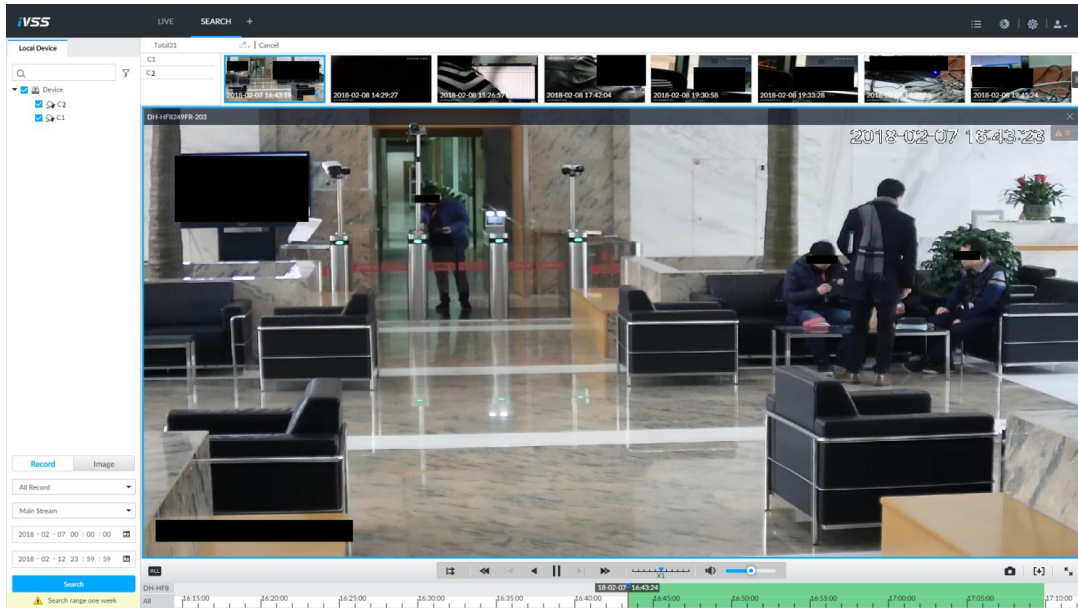 iVSS
LIVE
SEARCH
+
Local Device
Total31
Cancel
C1
C2
Device
C2
C1
2018-02-07 16:43:19
2018-02-08 14:29:27
2018-02-08 15:26:57
2018-02-08 17:42:04
2018-02-08 19:30:58
2018-02-08 19:33:28
2018-02-08 19:45:24
DH-HF8249FR-203
2018-02-07 16:43:23
0
Record
Image
All Record
Main Stream
2018 - 02 - 07 00 : 00 : 00
2018 - 02 - 12 23 : 59 : 59
Search
Search range one week
ALL
X1
DH-HF8
18-02-07 16:43:24
All
16:15:00
16:20:00
16:25:00
16:30:00
16:35:00
16:40:00
16:45:00
16:50:00
16:55:00
17:00:00
17:05:00
17:10:00